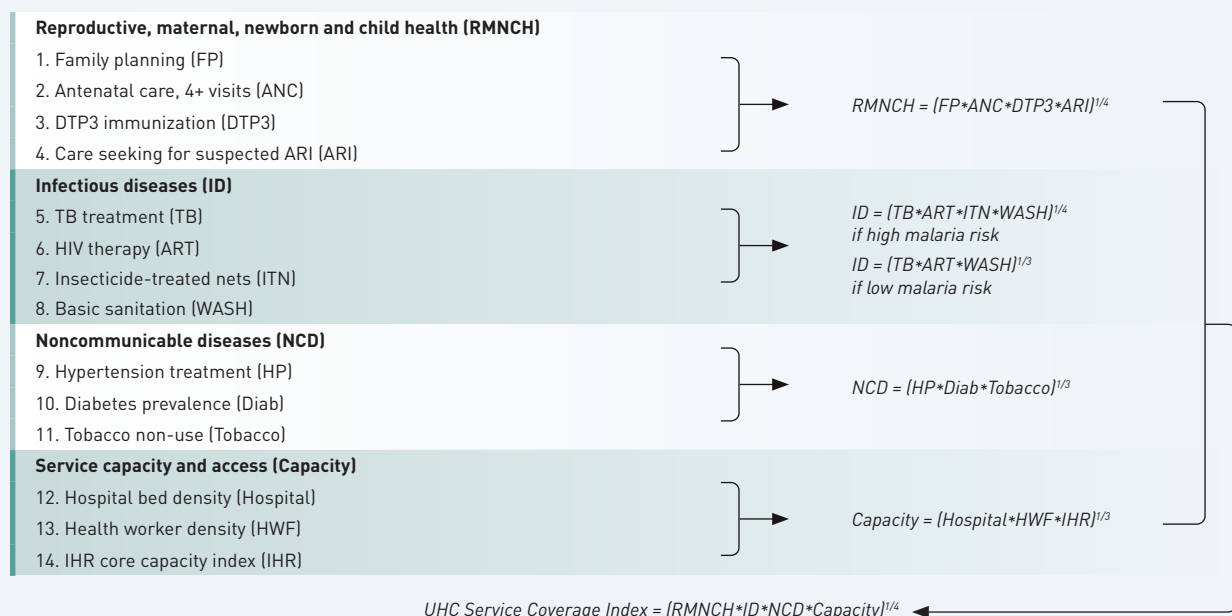 Reproductive, maternal, newborn and child health (RMNCH)
1. Family planning (FP)
2. Antenatal care, 4+ visits (ANC)
3. DTP3 immunization (DTP3)
4. Care seeking for suspected ARI (ARI)
RMNCH = (FP*ANC*DTP3*ARI)^1/4
Infectious diseases (ID)
5. TB treatment (TB)
6. HIV therapy (ART)
7. Insecticide-treated nets (ITN)
8. Basic sanitation (WASH)
ID = (TB*ART*ITN*WASH)^1/4
if high malaria risk
ID = (TB*ART*WASH)^1/3
if low malaria risk
Noncommunicable diseases (NCD)
9. Hypertension treatment (HP)
10. Diabetes prevalence (Diab)
11. Tobacco non-use (Tobacco)
NCD = (HP*Diab*Tobacco)^1/3
Service capacity and access (Capacity)
12. Hospital bed density (Hospital)
13. Health worker density (HWF)
14. IHR core capacity index (IHR)
Capacity = (Hospital*HWF*IHR)^1/3
UHC Service Coverage Index = (RMNCH*ID*NCD*Capacity)^1/4